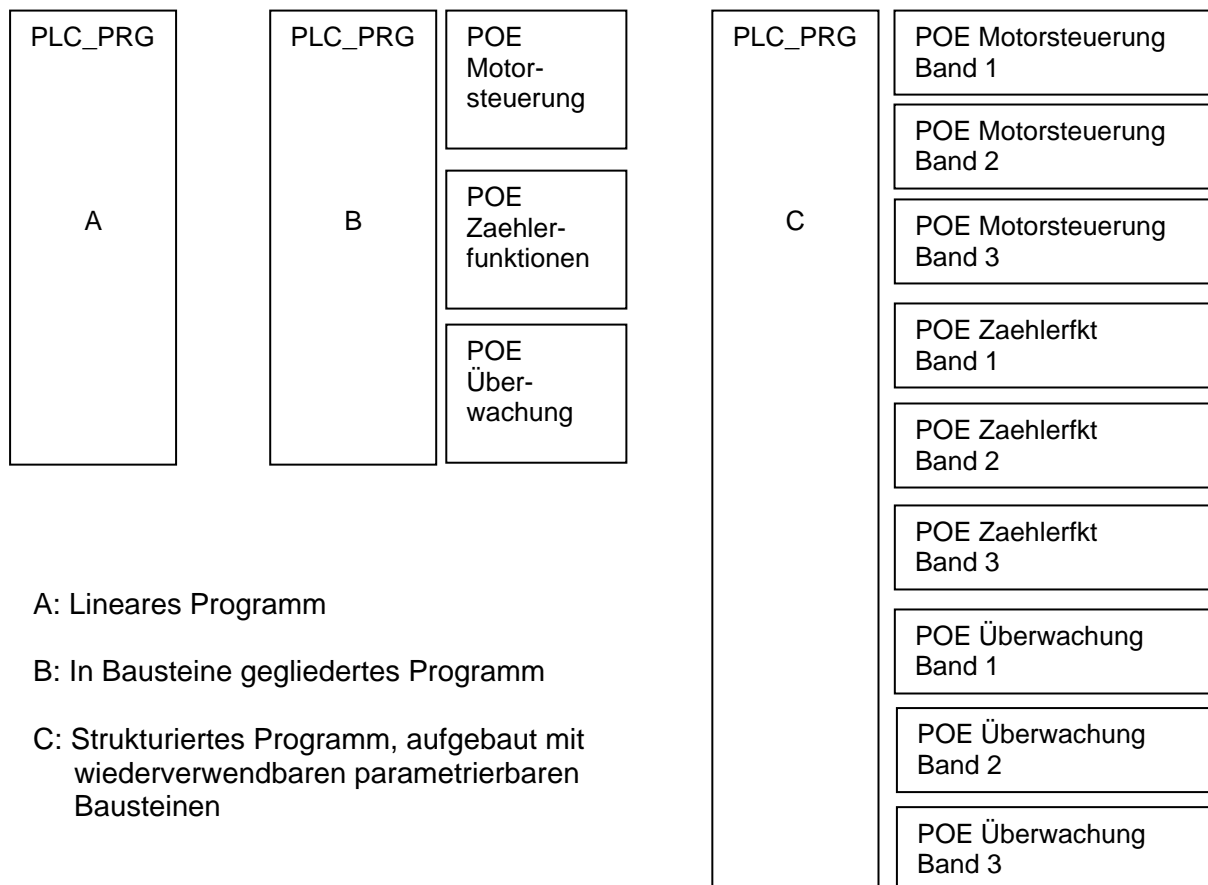 PLC_PRG
A
PLC_PRG
B
POE
Motor-
steuerung
POE
Zaehler-
funktionen
POE
Über-
wachung
PLC_PRG
C
POE Motorsteuerung
Band 1
POE Motorsteuerung
Band 2
POE Motorsteuerung
Band 3
POE Zaehlerfkt
Band 1
POE Zaehlerfkt
Band 2
POE Zaehlerfkt
Band 3
POE Überwachung
Band 1
POE Überwachung
Band 2
POE Überwachung
Band 3
A: Lineares Programm
B: In Bausteine gegliedertes Programm
C: Strukturiertes Programm, aufgebaut mit
wiederverwendbaren parametrierbaren
Bausteinen